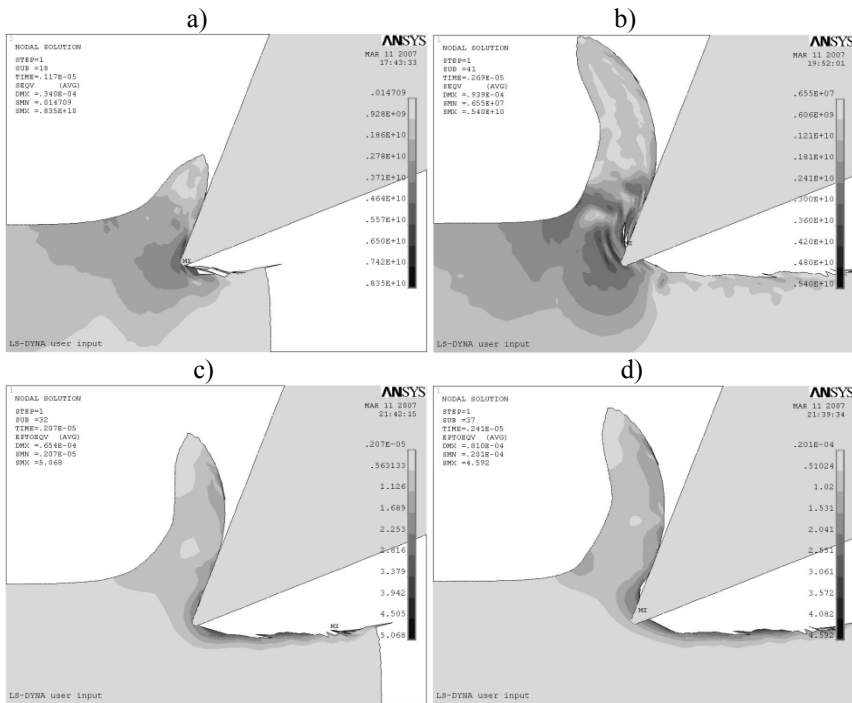 a)
1
NODAL SOLUTION
STEP=1
SUB =18
TIME=.117E-05
SEQV (AVG)
DMX =.340E-04
SMN =.014709
SMX =.835E+10
ANSYS
MAR 11 2007
17:43:33
.014709
.928E+09
.186E+10
.278E+10
.371E+10
.464E+10
.557E+10
.650E+10
.742E+10
.835E+10
MX
LS-DYNA user input
b)
1
NODAL SOLUTION
STEP=1
SUB =41
TIME=.269E-05
SEQV (AVG)
DMX =.939E-04
SMN =.655E+07
SMX =.540E+10
ANSYS
MAR 11 2007
19:52:01
.655E+07
.606E+09
.121E+10
.181E+10
.241E+10
.300E+10
.360E+10
.420E+10
.480E+10
.540E+10
MX
LS-DYNA user input
c)
1
NODAL SOLUTION
STEP=1
SUB =32
TIME=.207E-05
EPTOEQV (AVG)
DMX =.654E-04
SMN =.207E-05
SMX =5.068
ANSYS
MAR 11 2007
21:42:15
.207E-05
.563133
1.126
1.689
2.253
2.816
3.379
3.942
4.505
5.068
MX
LS-DYNA user input
d)
1
NODAL SOLUTION
STEP=1
SUB =37
TIME=.241E-05
EPTOEQV (AVG)
DMX =.810E-04
SMN =.201E-04
SMX =4.592
ANSYS
MAR 11 2007
21:39:34
.201E-04
.51024
1.02
1.531
2.041
2.551
3.061
3.572
4.082
4.592
MX
LS-DYNA user input